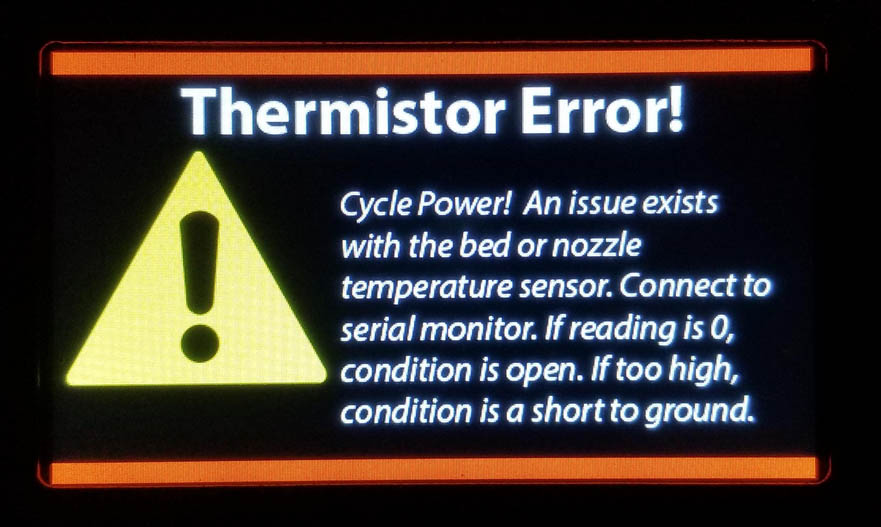 Thermistor Error!
Cycle Power! An issue exists
with the bed or nozzle
temperature sensor. Connect to
serial monitor. If reading is 0,
condition is open. If too high,
condition is a short to ground.